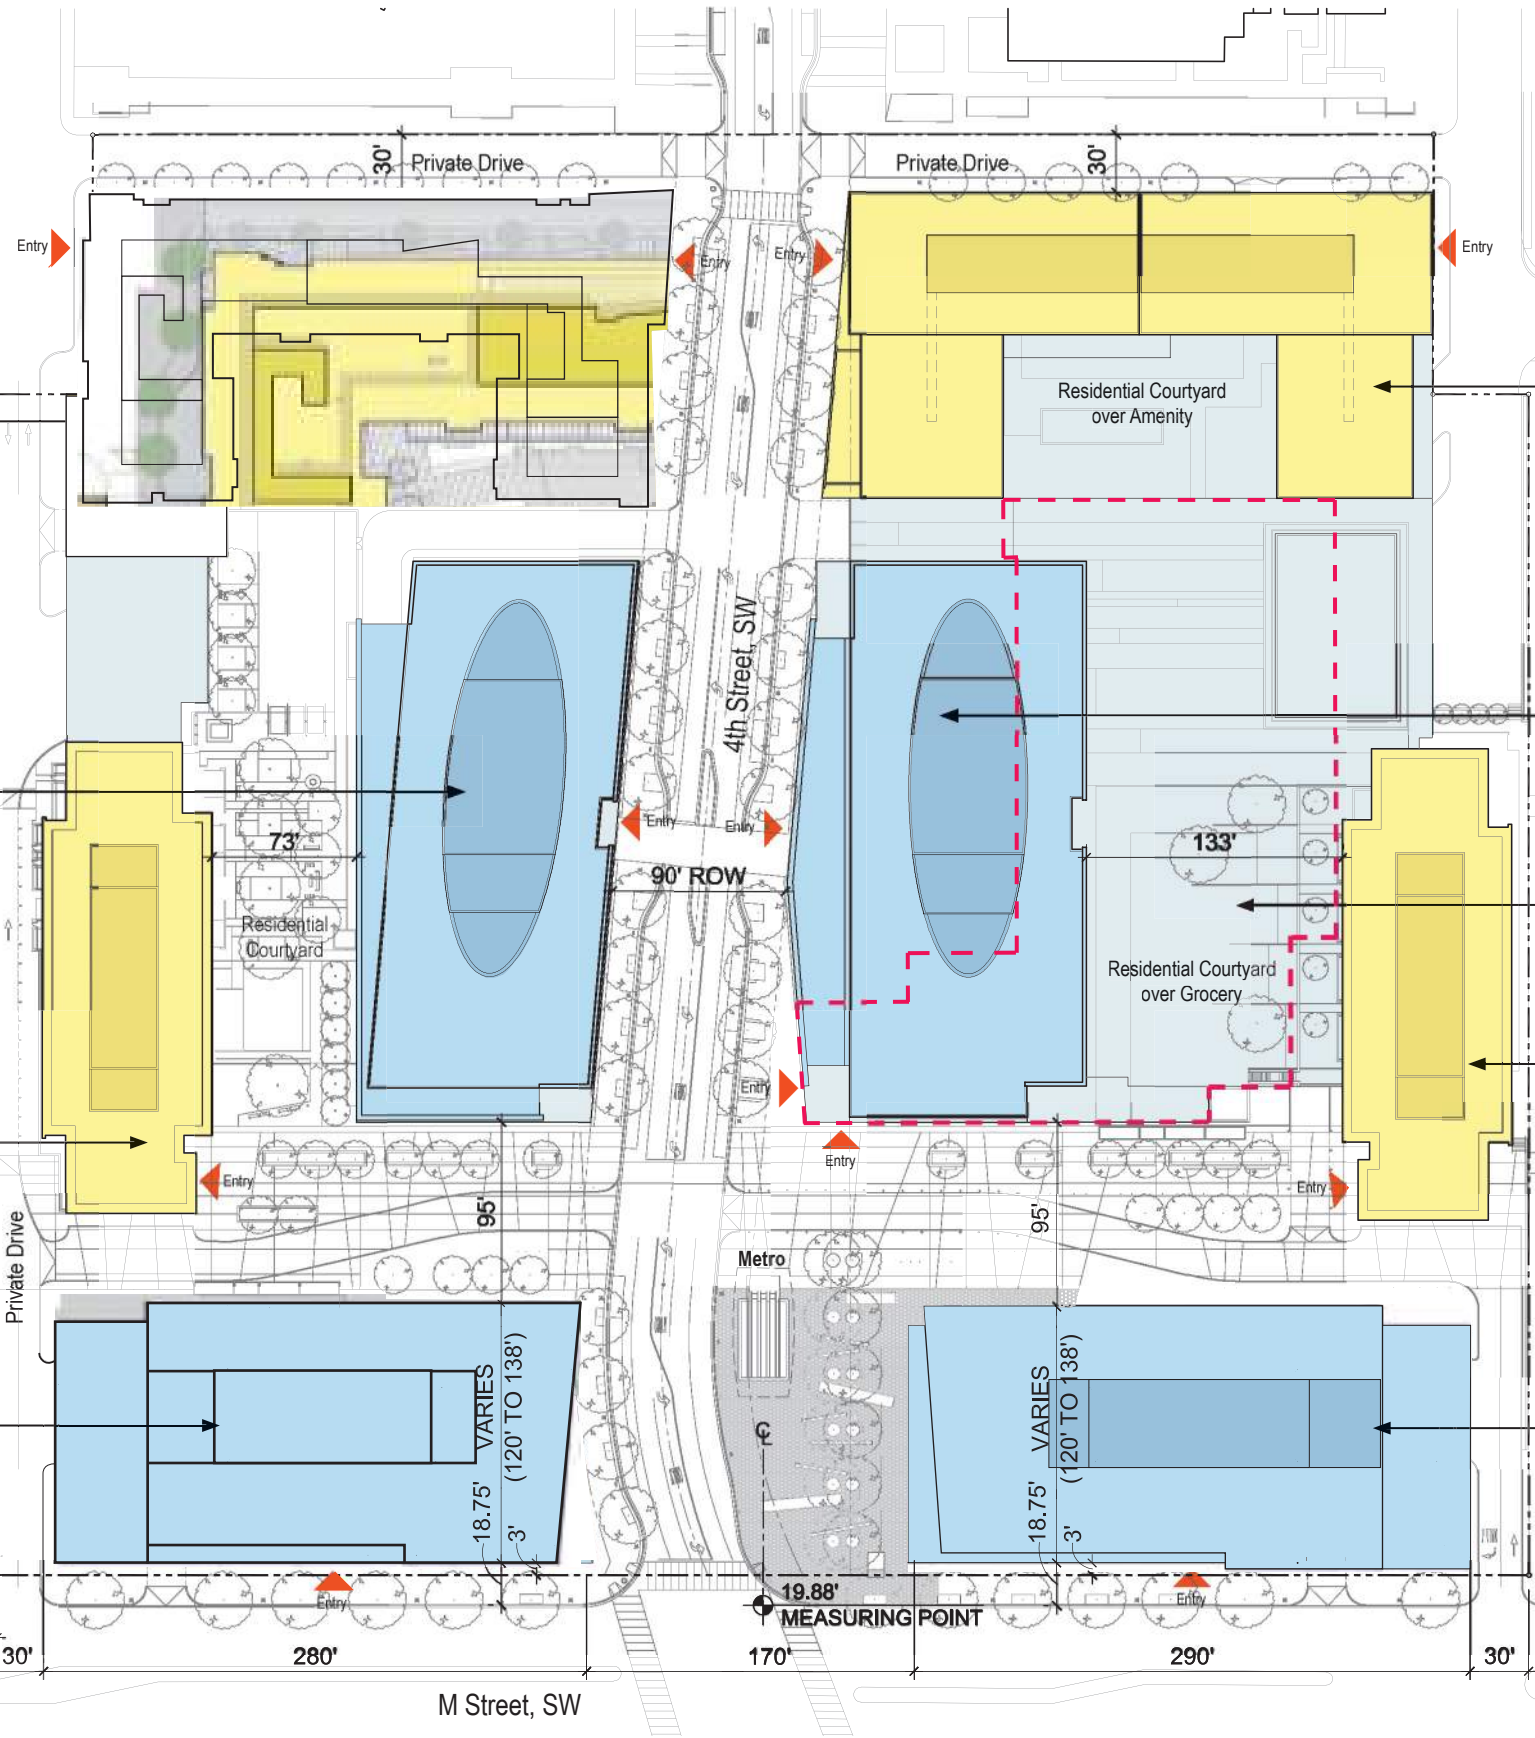 30'
Private Drive
Private Drive
30'
Entry
Entry
Entry
Entry
Residential Courtyard
over Amenity
4th Street, SW
Entry
Entry
73'
133'
90' ROW
Residential
Courtyard
Residential Courtyard
over Grocery
Entry
Entry
Entry
Entry
95'
95'
Metro
Private Drive
VARIES
(120' TO 138')
VARIES
(120' TO 138')
18.75'
3'
18.75'
3'
CL
Entry
Entry
19.88'
MEASURING POINT
30'
280'
170'
290'
30'
M Street, SW